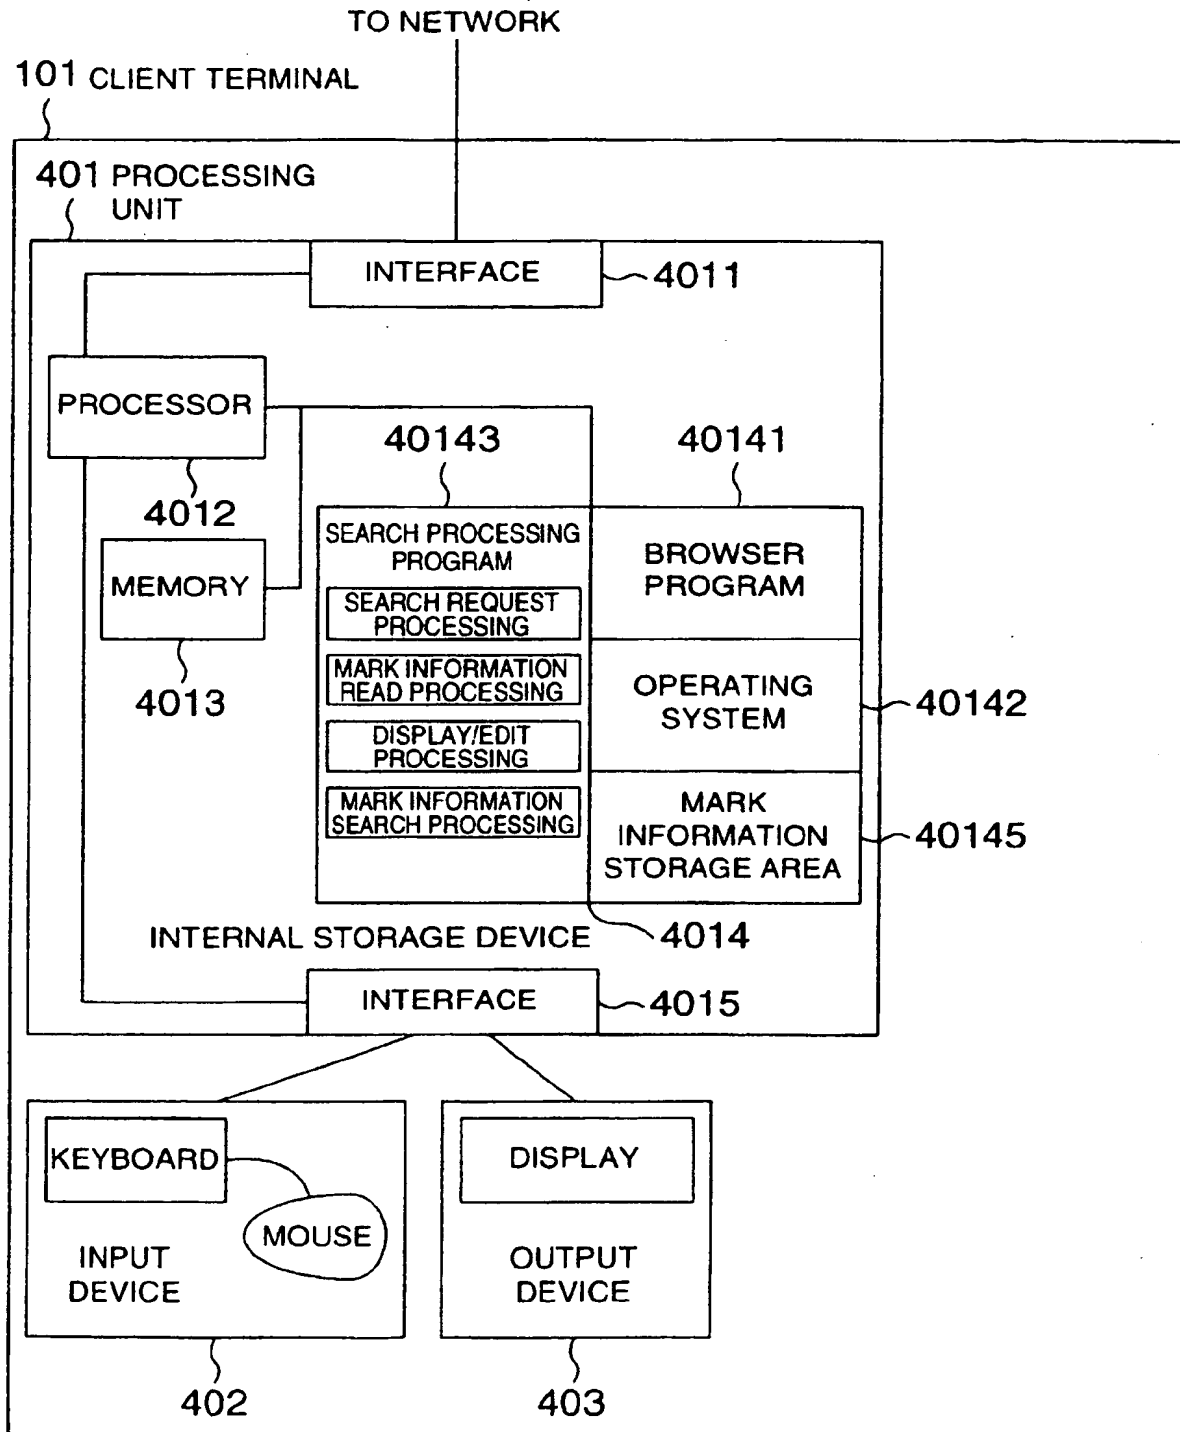 TO NETWORK
101 CLIENT TERMINAL
401 PROCESSING
UNIT
INTERFACE
4011
PROCESSOR
4012
MEMORY
4013
40143
40141
SEARCH PROCESSING
PROGRAM
SEARCH REQUEST
PROCESSING
MARK INFORMATION
READ PROCESSING
DISPLAY/EDIT
PROCESSING
MARK INFORMATION
SEARCH PROCESSING
BROWSER
PROGRAM
OPERATING
SYSTEM
40142
MARK
INFORMATION
STORAGE AREA
40145
INTERNAL STORAGE DEVICE
4014
INTERFACE
4015
KEYBOARD
MOUSE
INPUT
DEVICE
402
DISPLAY
OUTPUT
DEVICE
403